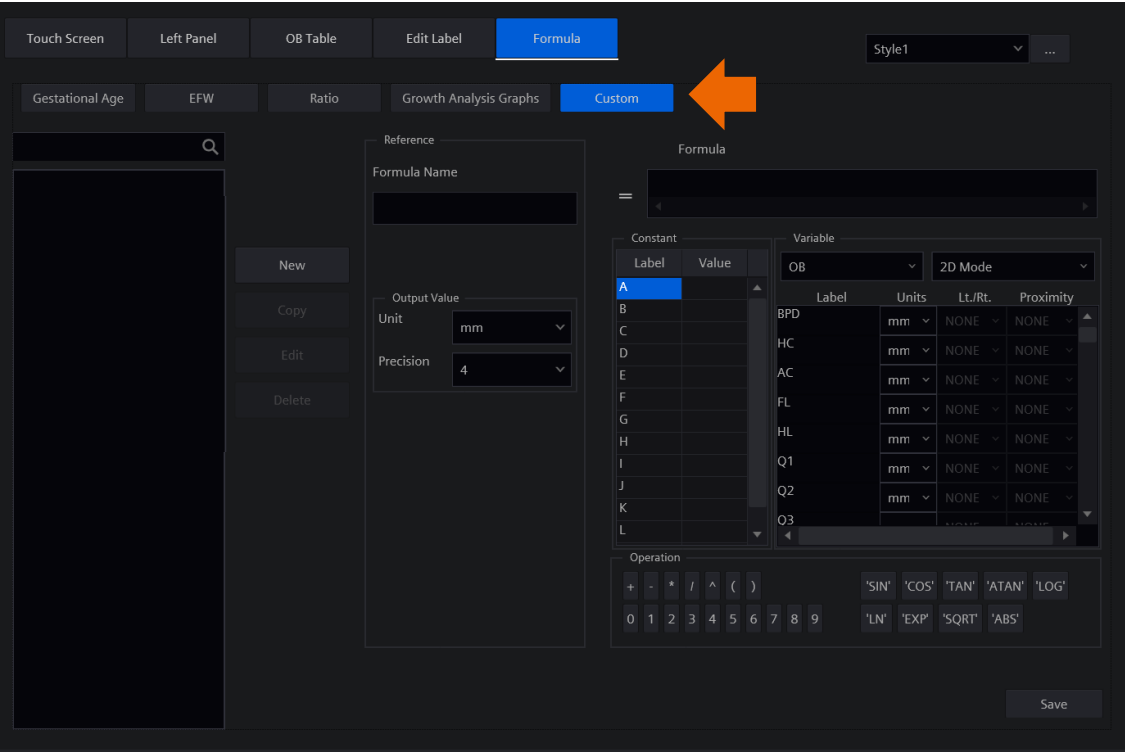 Touch Screen Left Panel OB Table Edit Label Formula Style1 ...
Gestational Age EFW Ratio Growth Analysis Graphs Custom
Reference
Formula Name
Formula
=
New
Copy
Edit
Delete
Output Value
Unit mm
Precision 4
Constant
Label Value
A
B
C
D
E
F
G
H
I
J
K
L
Variable
OB 2D Mode
Label Units Lt./Rt. Proximity
BPD mm NONE NONE
HC mm NONE NONE
AC mm NONE NONE
FL mm NONE NONE
HL mm NONE NONE
Q1 mm NONE NONE
Q2 mm NONE NONE
Q3 NONE NONE
Operation
+ - * / ^ ( ) 'SIN' 'COS' 'TAN' 'ATAN' 'LOG'
0 1 2 3 4 5 6 7 8 9 'LN' 'EXP' 'SQRT' 'ABS'
Save